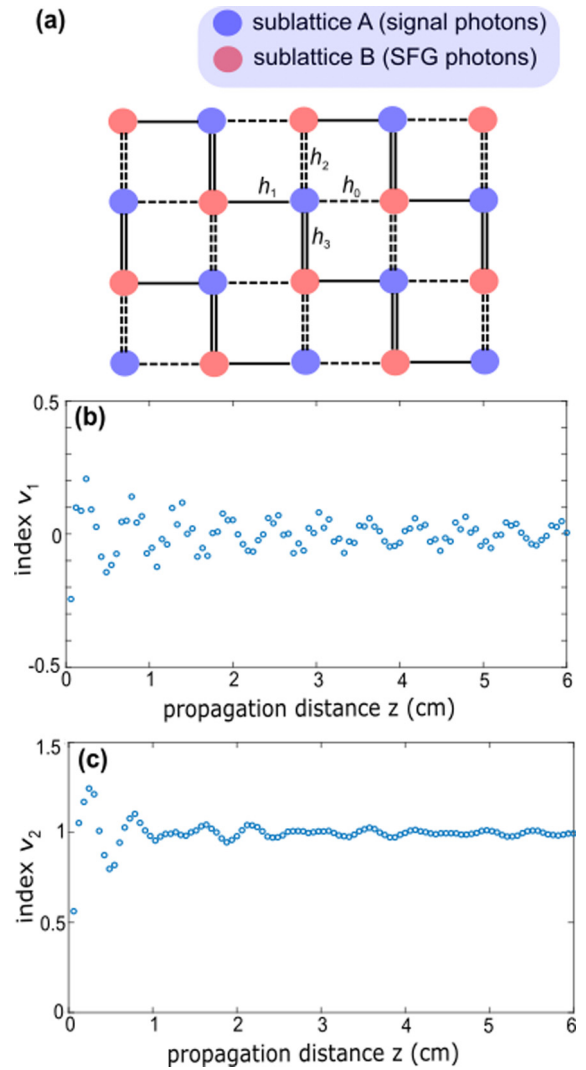 (a)
sublattice A (signal photons)
sublattice B (SFG photons)
h2
h1
h0
h3
(b)
0.5
0
-0.5
index ν1
0 1 2 3 4 5 6
propagation distance z (cm)
(c)
1.5
1
0.5
0
index ν2
0 1 2 3 4 5 6
propagation distance z (cm)